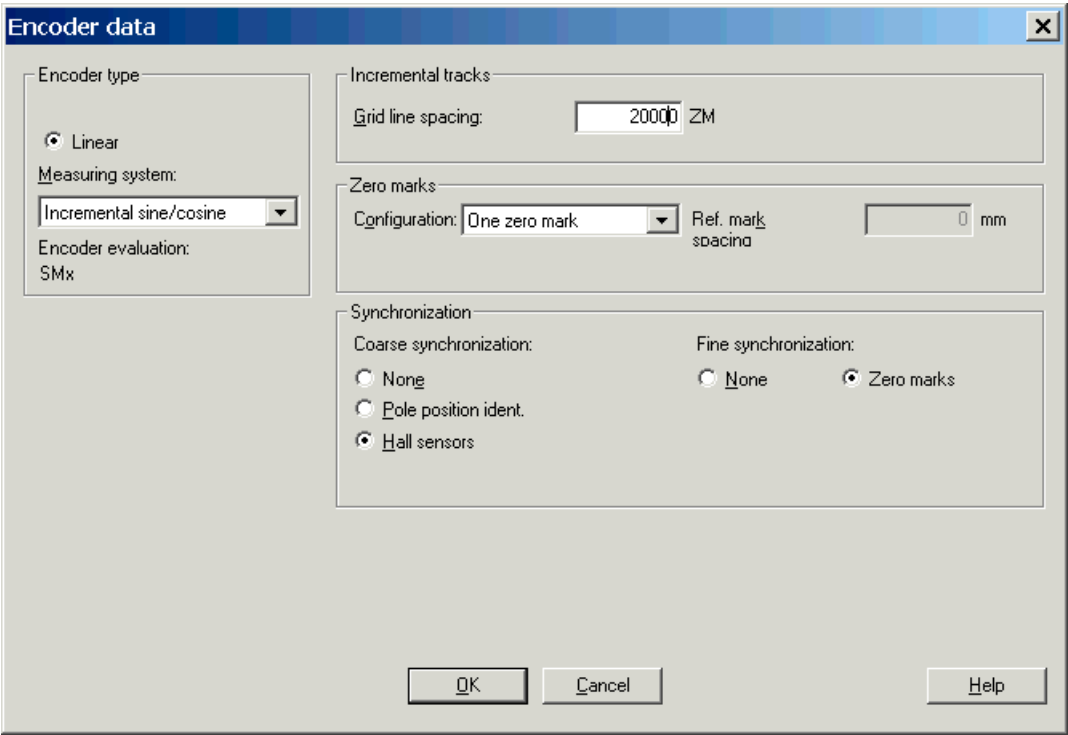 Encoder data
Encoder type
Linear
Measuring system:
Incremental sine/cosine
Encoder evaluation:
SMx
Incremental tracks
Grid line spacing: 20000 ZM
Zero marks
Configuration: One zero mark Ref. mark 0 mm
spacing
Synchronization
Coarse synchronization: Fine synchronization:
None None Zero marks
Pole position ident.
Hall sensors
OK Cancel Help